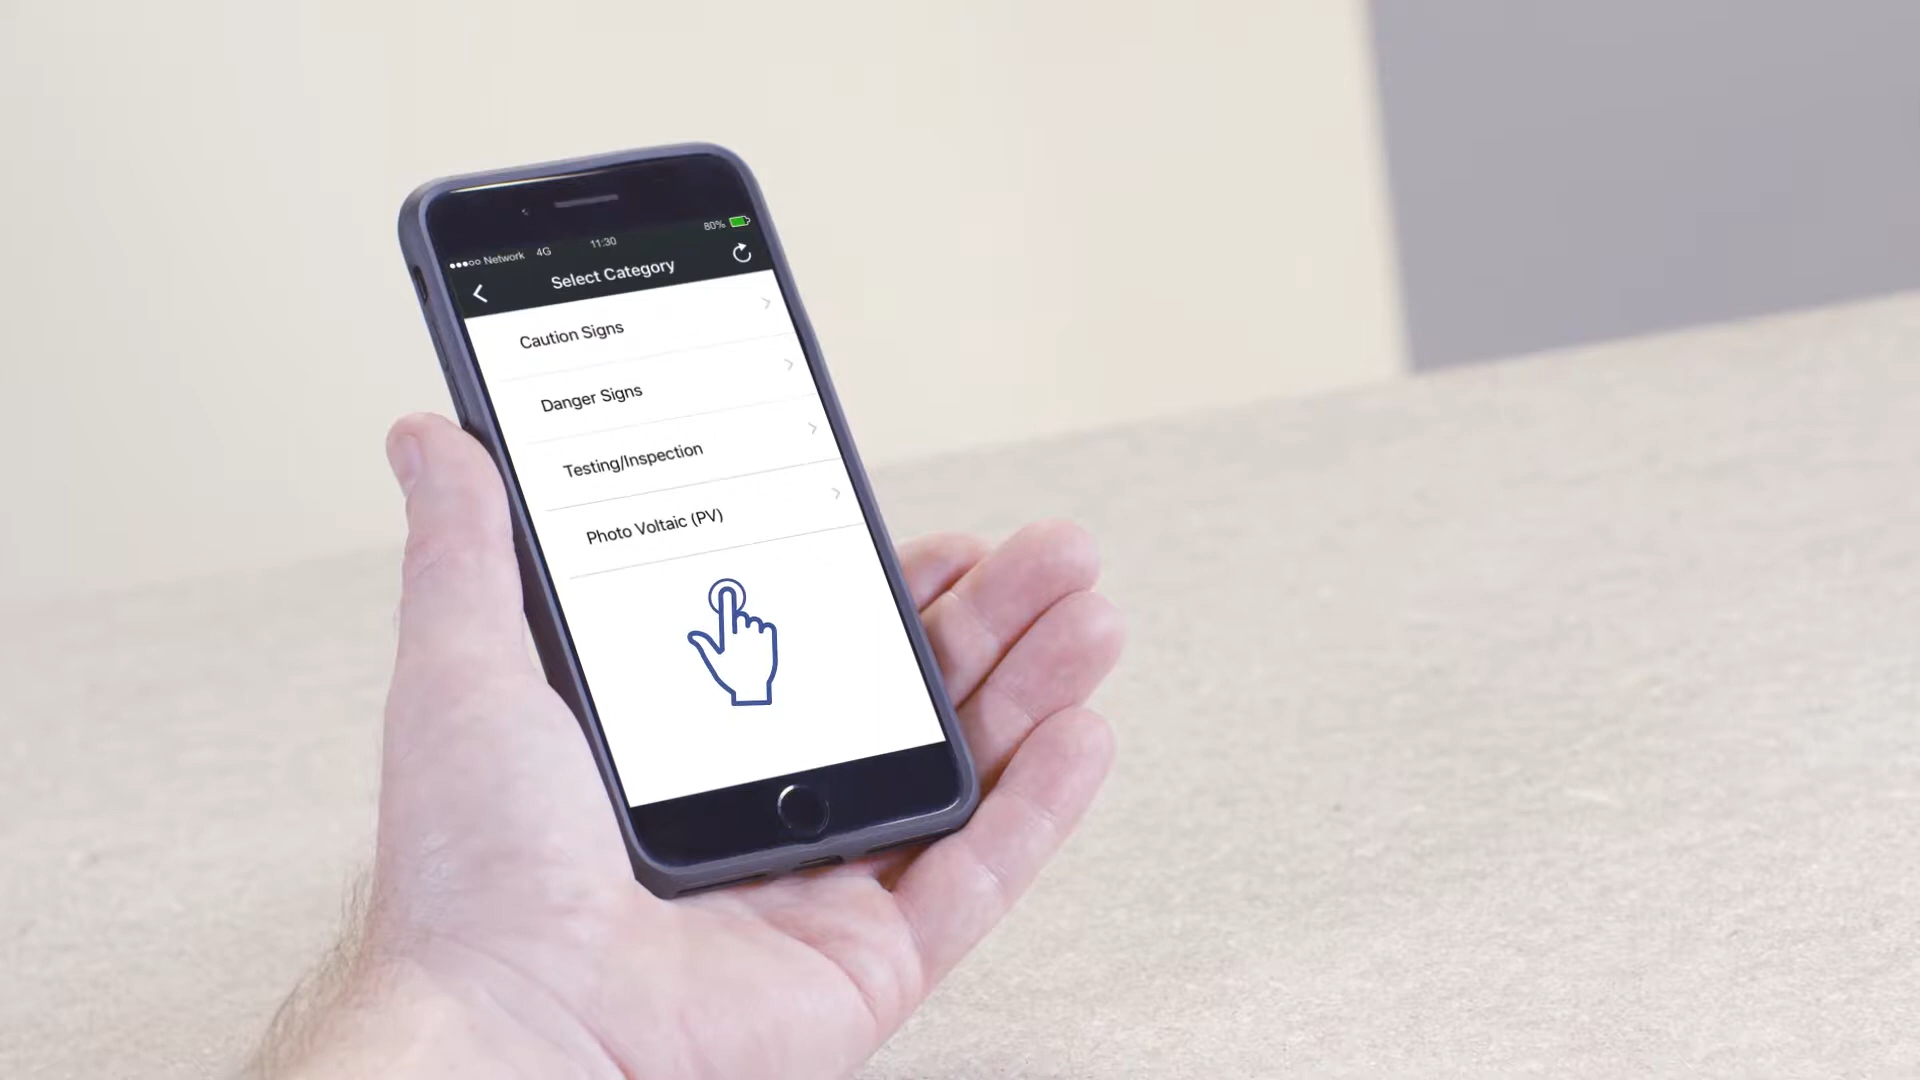 ●●●○○ Network 4G 11:30 80%
Select Category
Caution Signs
Danger Signs
Testing/Inspection
Photo Voltaic (PV)